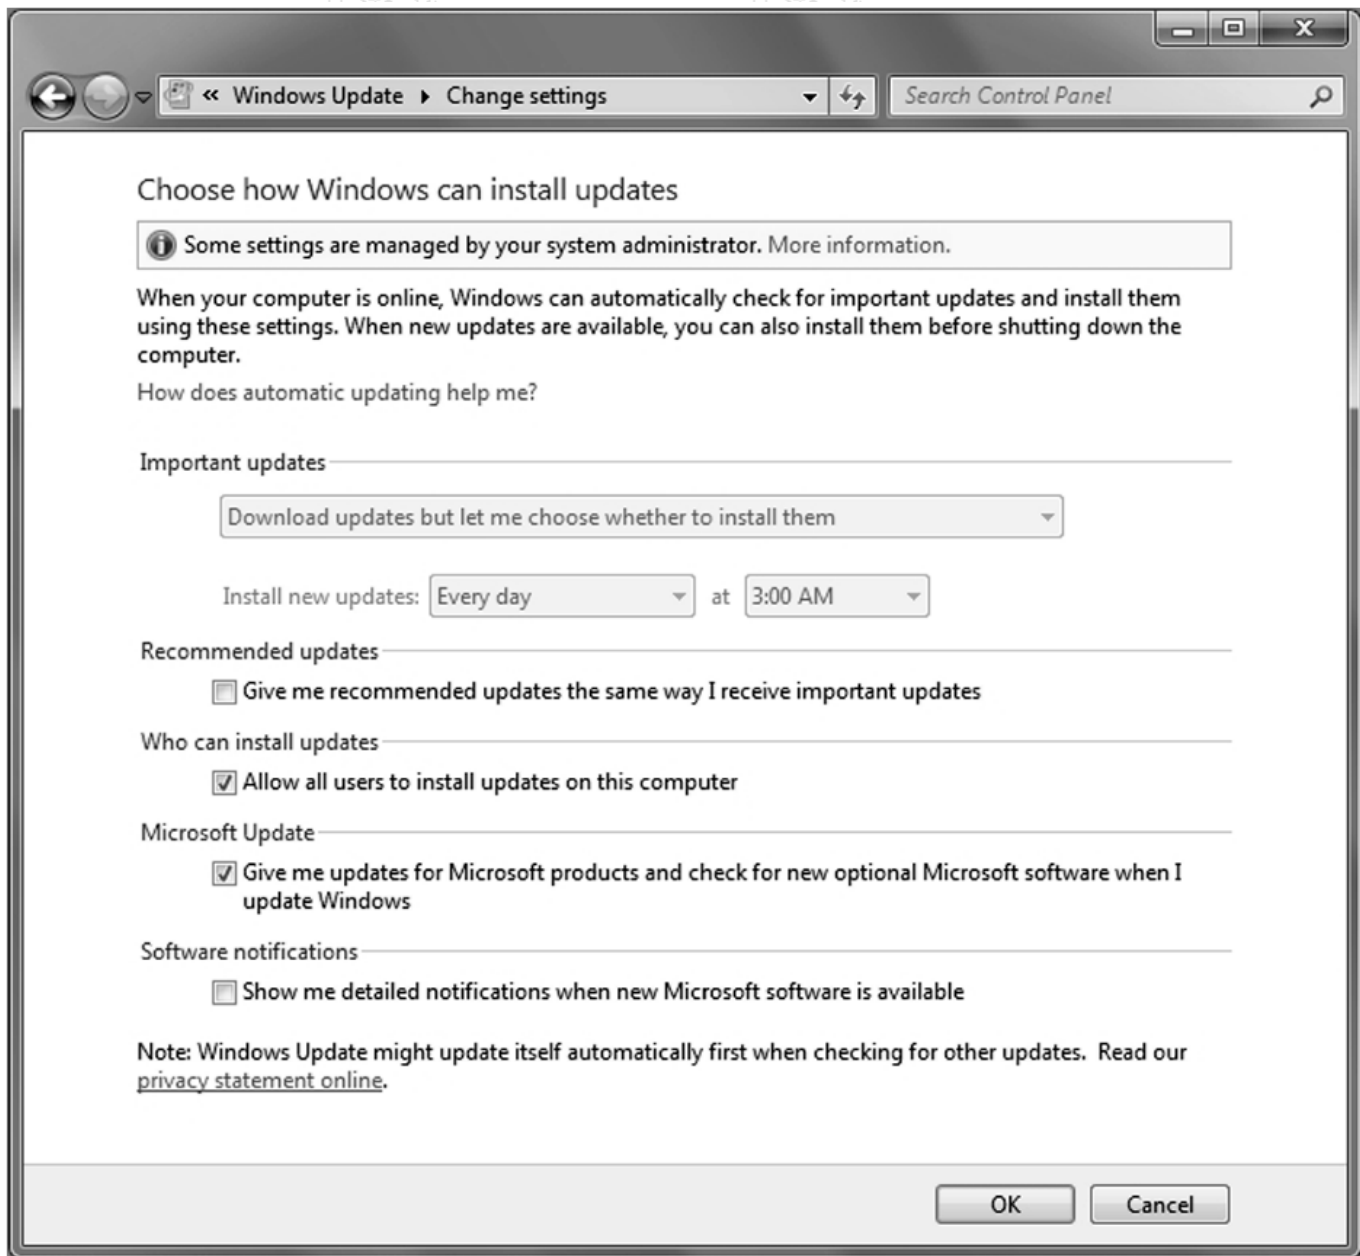 « Windows Update ▸ Change settings
Search Control Panel
Choose how Windows can install updates
Some settings are managed by your system administrator. More information.
When your computer is online, Windows can automatically check for important updates and install them
using these settings. When new updates are available, you can also install them before shutting down the
computer.
How does automatic updating help me?
Important updates
Download updates but let me choose whether to install them
Install new updates: Every day at 3:00 AM
Recommended updates
Give me recommended updates the same way I receive important updates
Who can install updates
Allow all users to install updates on this computer
Microsoft Update
Give me updates for Microsoft products and check for new optional Microsoft software when I
update Windows
Software notifications
Show me detailed notifications when new Microsoft software is available
Note: Windows Update might update itself automatically first when checking for other updates.  Read our
privacy statement online.
OK Cancel